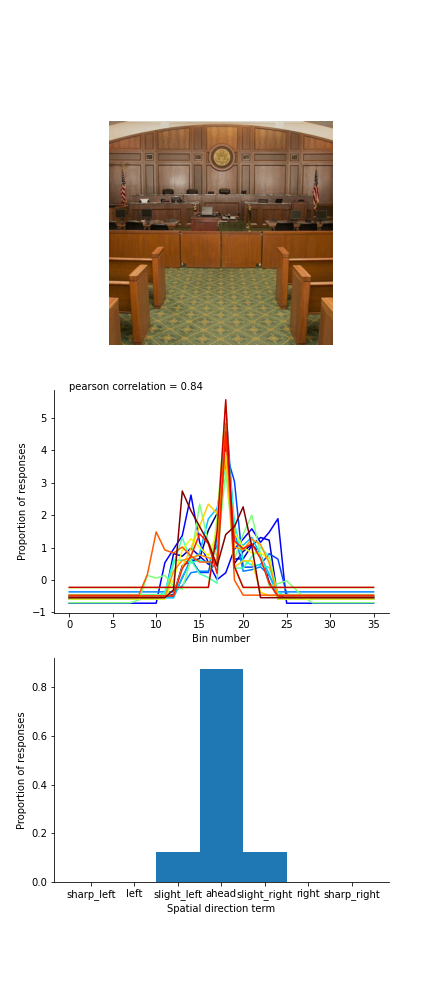 pearson correlation = 0.84
Proportion of responses
5
4
3
2
1
0
−1
0 5 10 15 20 25 30 35
Bin number
Proportion of responses
0.8
0.6
0.4
0.2
0.0
sharp_left left slight_left ahead slight_right right sharp_right
Spatial direction term